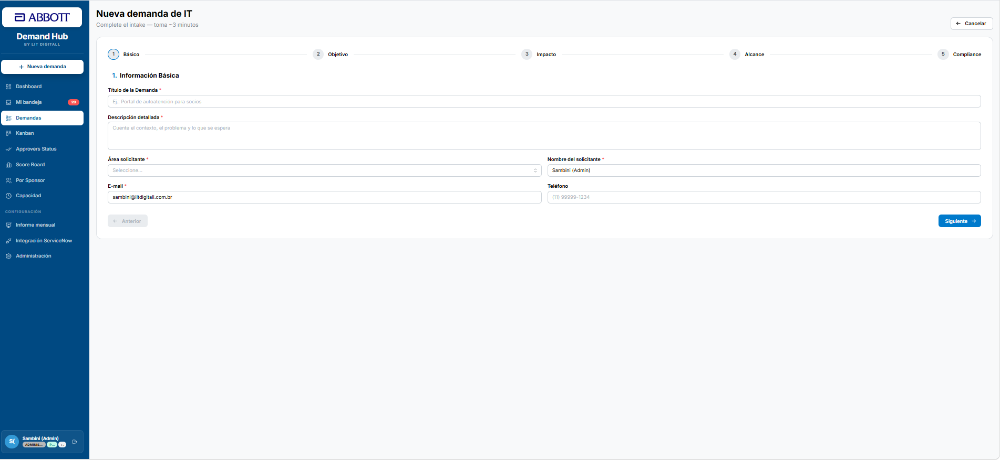 ABBOTT
Demand Hub
BY LIT DIGITALL
Nueva demanda
Dashboard
Mi bandeja 20
Demandas
Kanban
Approvers Status
Score Board
Por Sponsor
Capacidad
CONFIGURACIÓN
Informe mensual
Integración ServiceNow
Administración
S(
Sambini (Admin)
ADMINIS... P... +.
Nueva demanda de IT
Complete el intake — toma ~3 minutos
Cancelar
1 Básico 2 Objetivo 3 Impacto 4 Alcance 5 Compliance
1. Información Básica
Título de la Demanda *
Ej.: Portal de autoatención para socios
Descripción detallada *
Cuente el contexto, el problema y lo que se espera
Área solicitante * Nombre del solicitante *
Seleccione... Sambini (Admin)
E-mail * Teléfono
sambini@litdigitall.com.br (11) 99999-1234
Anterior Siguiente